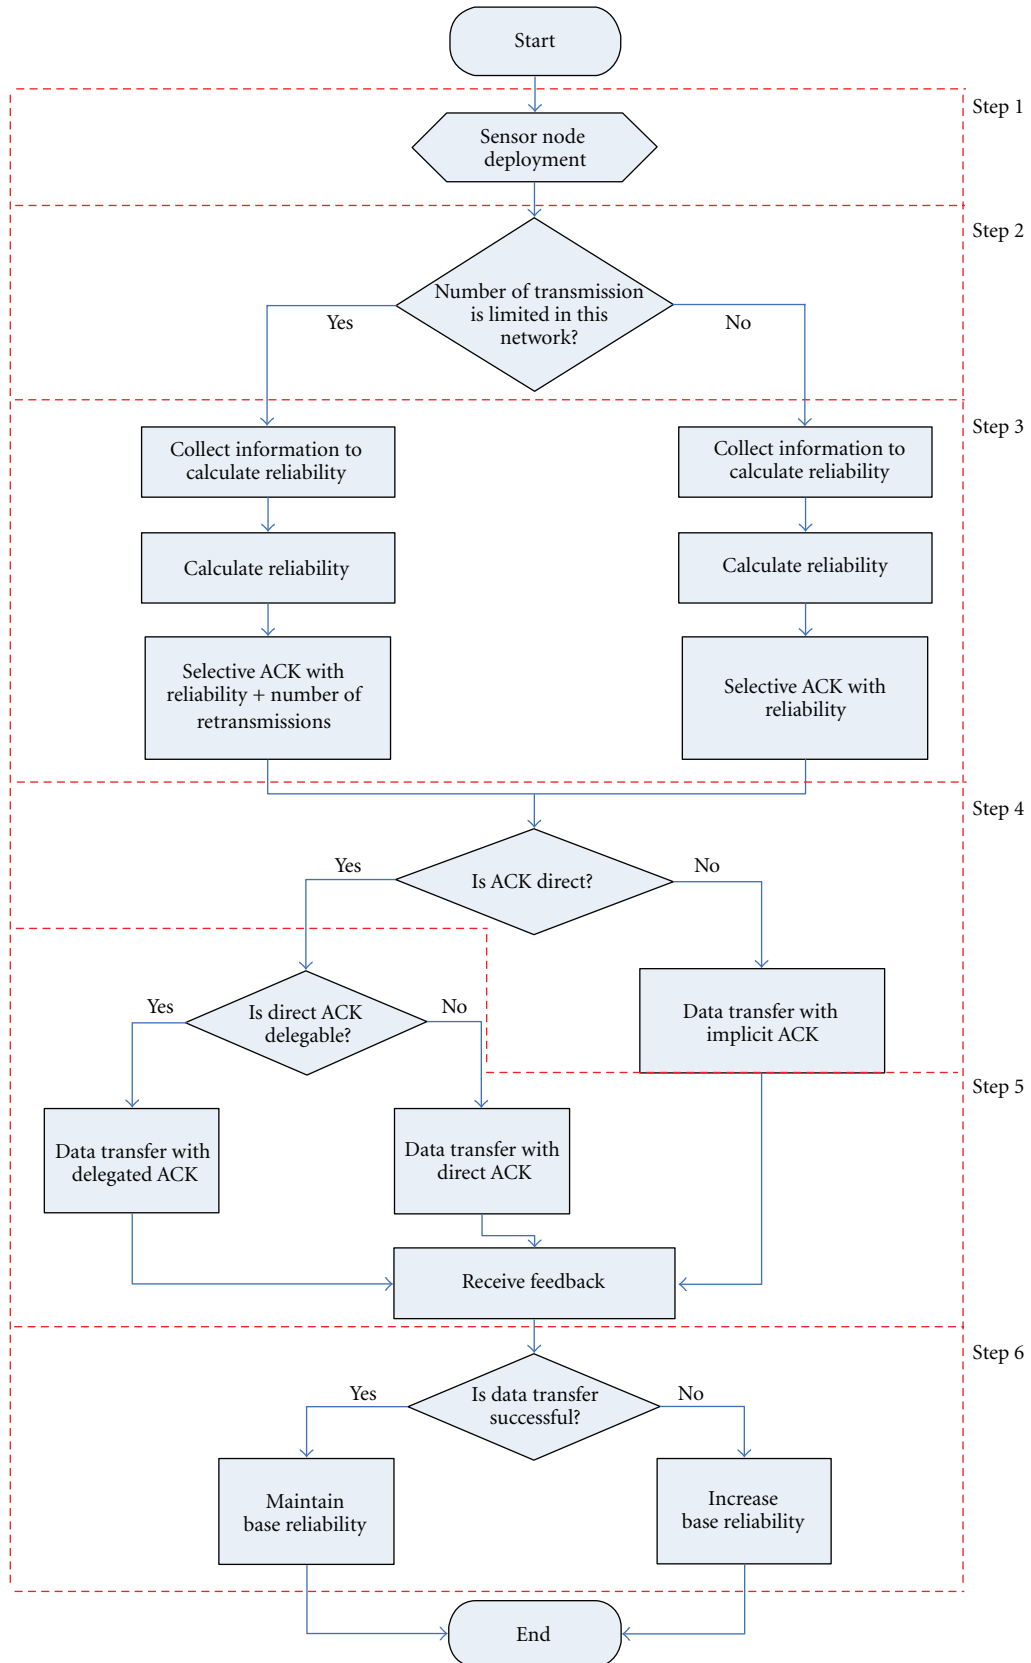 Start
Step 1
Sensor node
deployment
Step 2
Number of transmission
is limited in this
network?
Yes
No
Step 3
Collect information to
calculate reliability
Collect information to
calculate reliability
Calculate reliability
Calculate reliability
Selective ACK with
reliability + number of
retransmissions
Selective ACK with
reliability
Step 4
Yes
No
Is ACK direct?
Yes
No
Is direct ACK
delegable?
Data transfer with
implicit ACK
Step 5
Data transfer with
delegated ACK
Data transfer with
direct ACK
Receive feedback
Step 6
Yes
No
Is data transfer
successful?
Maintain
base reliability
Increase
base reliability
End